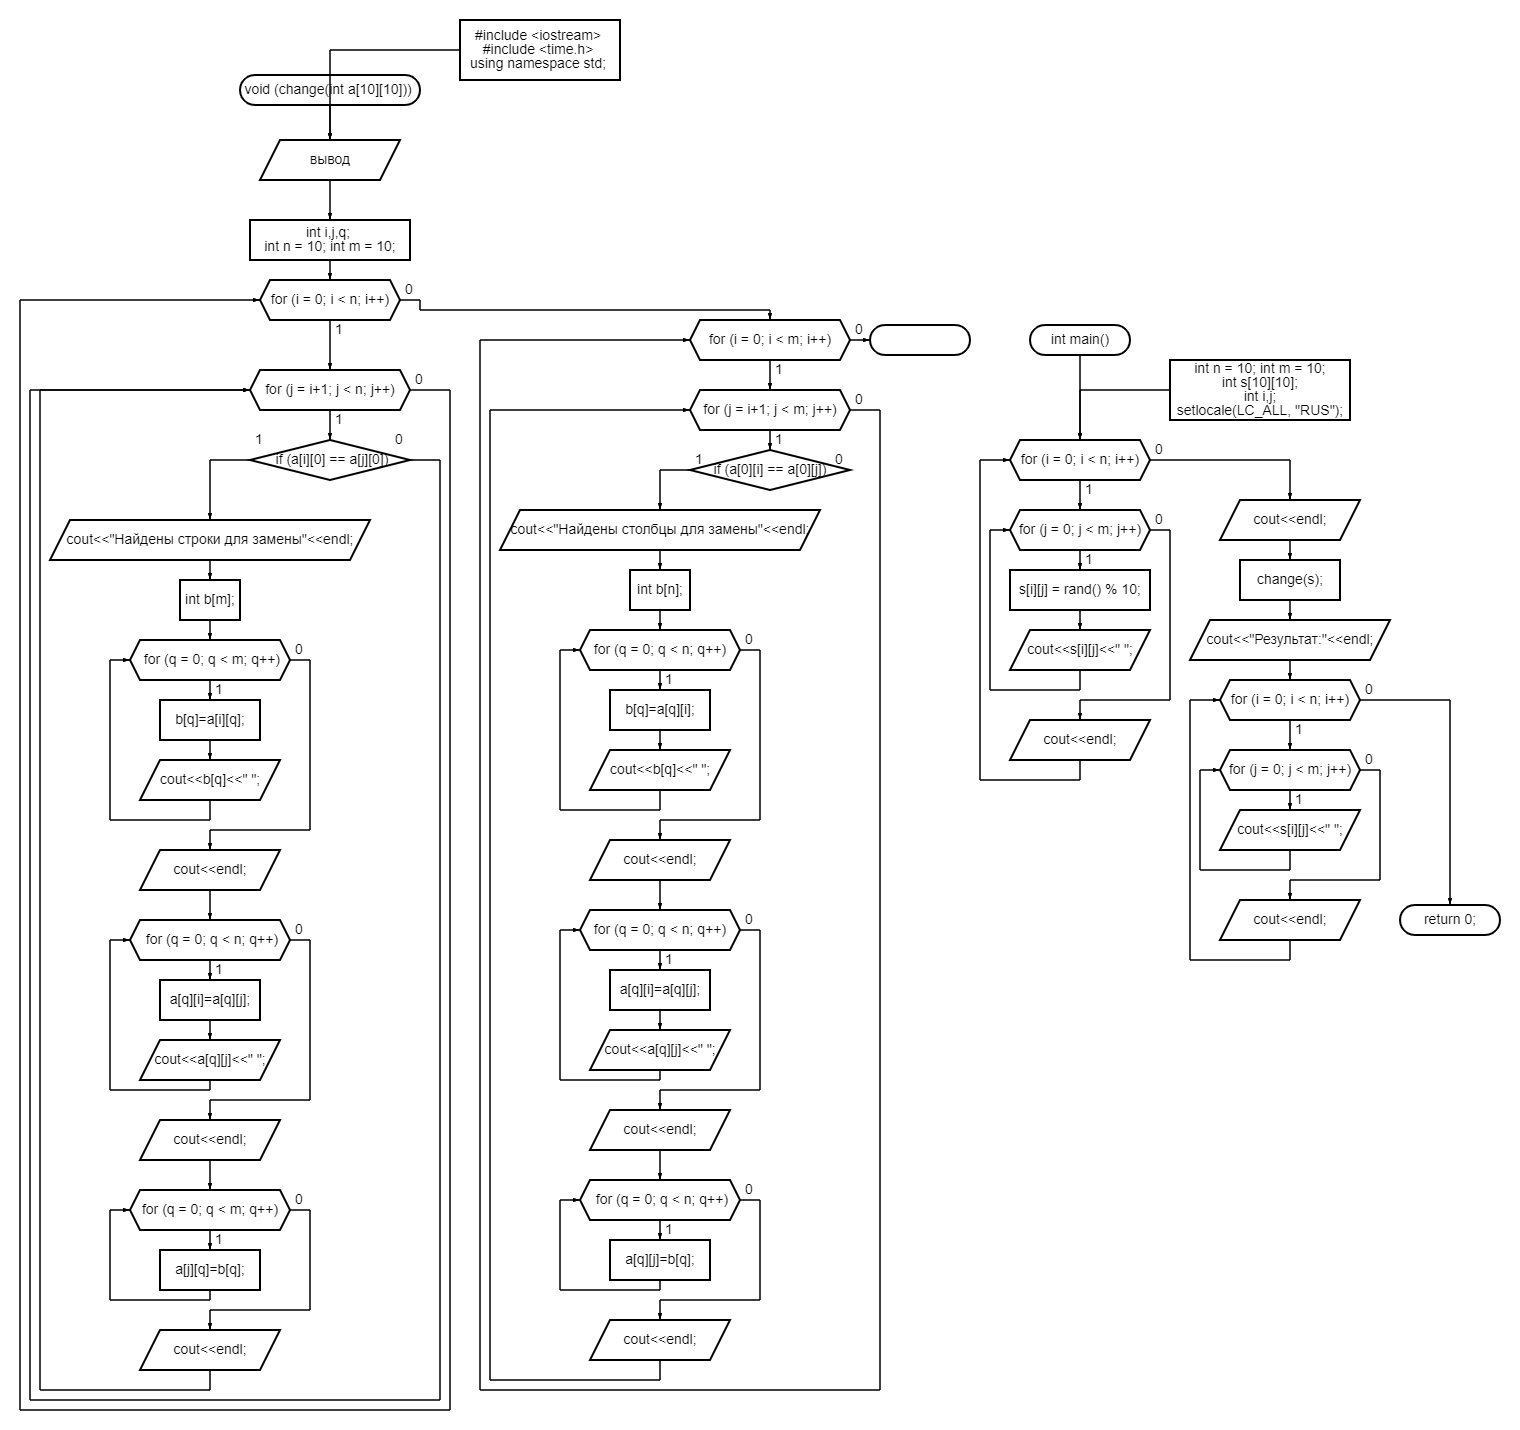 #include <iostream>
#include <time.h>
using namespace std;
void (change(int a[10][10]))
вывод
int i,j,q;
int n = 10; int m = 10;
for (i = 0; i < n; i++)
0
1
for (j = i+1; j < n; j++)
0
1
if (a[i][0] == a[j][0])
1
0
cout<<"Найдены строки для замены"<<endl;
int b[m];
for (q = 0; q < m; q++)
0
1
b[q]=a[i][q];
cout<<b[q]<<" ";
cout<<endl;
for (q = 0; q < n; q++)
0
1
a[q][i]=a[q][j];
cout<<a[q][j]<<" ";
cout<<endl;
for (q = 0; q < m; q++)
0
1
a[j][q]=b[q];
cout<<endl;
for (i = 0; i < m; i++)
0
1
for (j = i+1; j < m; j++)
0
1
if (a[0][i] == a[0][j])
1
0
cout<<"Найдены столбцы для замены"<<endl;
int b[n];
for (q = 0; q < n; q++)
0
1
b[q]=a[q][i];
cout<<b[q]<<" ";
cout<<endl;
for (q = 0; q < n; q++)
0
1
a[q][i]=a[q][j];
cout<<a[q][j]<<" ";
cout<<endl;
for (q = 0; q < n; q++)
0
1
a[q][j]=b[q];
cout<<endl;
int main()
int n = 10; int m = 10;
int s[10][10];
int i,j;
setlocale(LC_ALL, "RUS");
for (i = 0; i < n; i++)
0
1
for (j = 0; j < m; j++)
0
1
s[i][j] = rand() % 10;
cout<<s[i][j]<<" ";
cout<<endl;
cout<<endl;
change(s);
cout<<"Результат:"<<endl;
for (i = 0; i < n; i++)
0
1
for (j = 0; j < m; j++)
0
1
cout<<s[i][j]<<" ";
cout<<endl;
return 0;